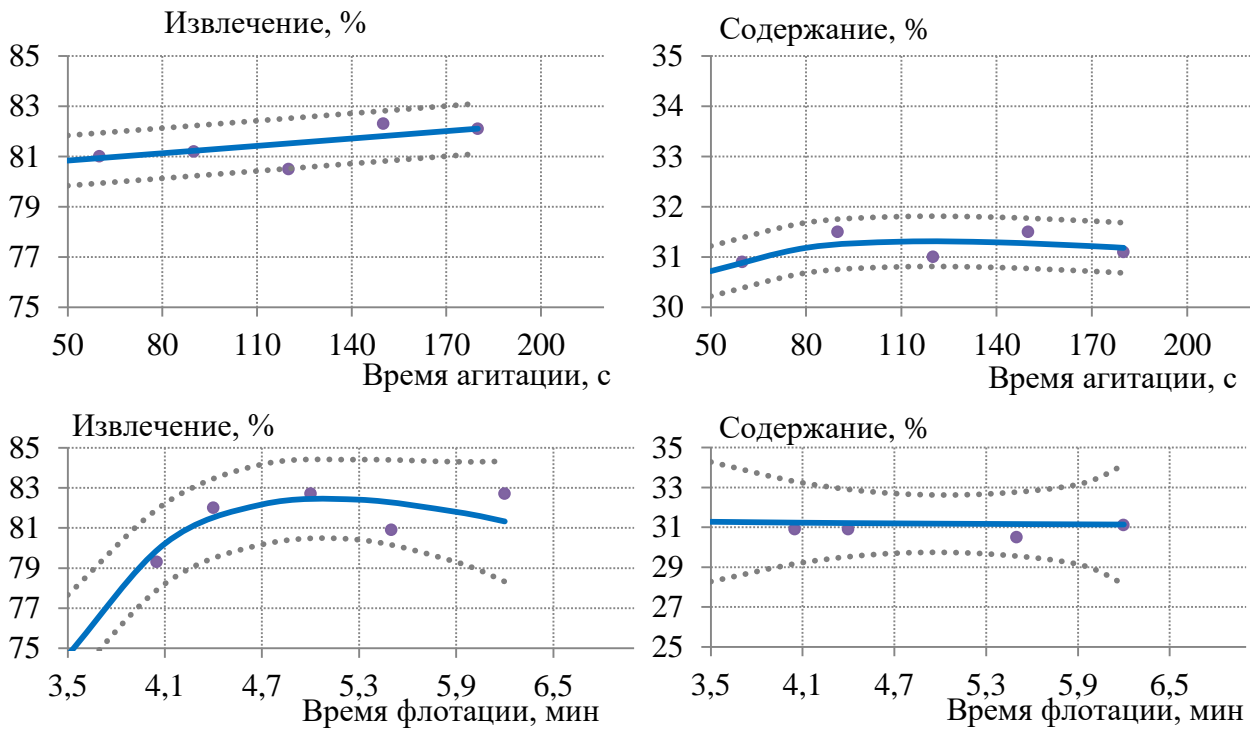 Извлечение, %
85
83
81
79
77
75
50 80 110 140 170 200
Время агитации, с
Содержание, %
35
34
33
32
31
30
50 80 110 140 170 200
Время агитации, с
Извлечение, %
85
83
81
79
77
75
3,5 4,1 4,7 5,3 5,9 6,5
Время флотации, мин
Содержание, %
35
33
31
29
27
25
3,5 4,1 4,7 5,3 5,9 6,5
Время флотации, мин